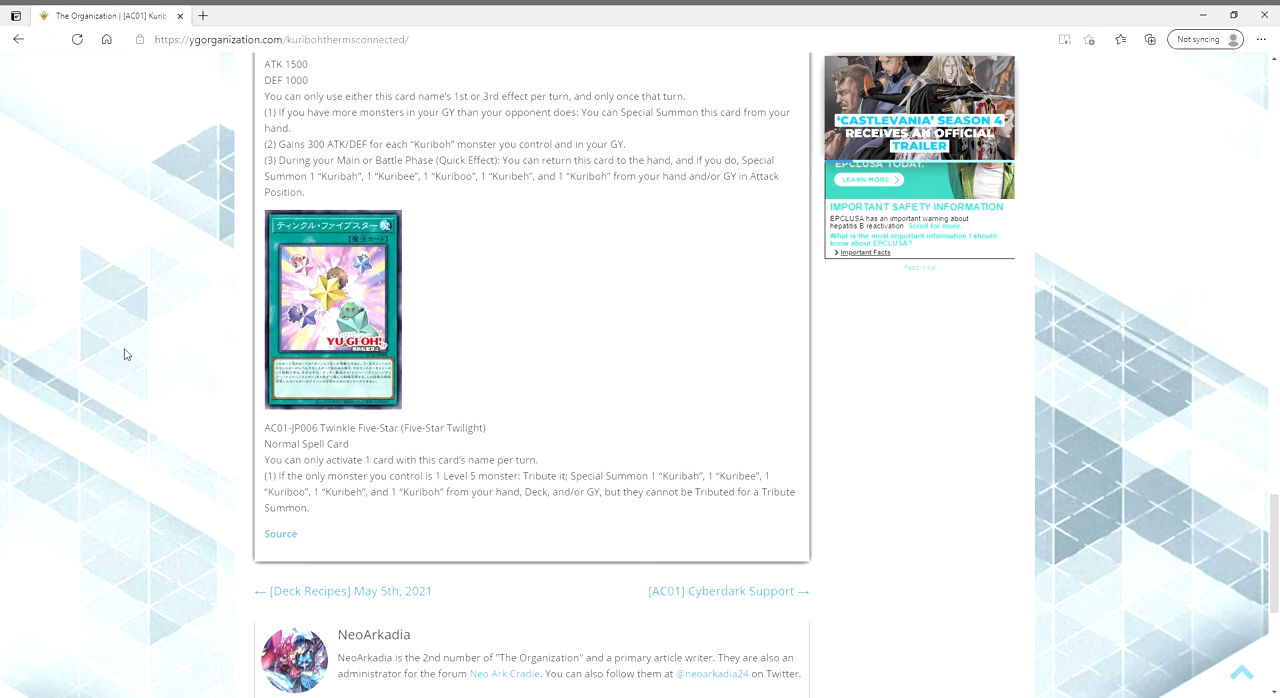 The Organization | [AC01] Kurib
https://ygorganization.com/kuribohthermsconnected/
Not syncing
ATK 1500
DEF 1000
You can only use either this card name's 1st or 3rd effect per turn, and only once that turn.
(1) If you have more monsters in your GY than your opponent does: You can Special Summon this card from your
hand.
(2) Gains 300 ATK/DEF for each “Kuriboh” monster you control and in your GY.
(3) During your Main or Battle Phase (Quick Effect): You can return this card to the hand, and if you do, Special
Summon 1 “Kuribah”, 1 “Kuribee”, 1 “Kuriboo”, 1“Kuribeh”, and 1 “Kuriboh” from your hand and/or GY in Attack
Position.
ティンクル・ファイブスター
【魔法カード】
YU-GI-OH!
AC01-JP006 Twinkle Five-Star (Five-Star Twilight)
Normal Spell Card
You can only activate 1 card with this card's name per turn.
(1) If the only monster you control is 1 Level 5 monster: Tribute it; Special Summon 1 “Kuribah”, 1 “Kuribee”, 1
“Kuriboo”, 1 “Kuribeh”, and 1 “Kuriboh” from your hand, Deck, and/or GY, but they cannot be Tributed for a Tribute
Summon.
Source
← [Deck Recipes] May 5th, 2021
[AC01] Cyberdark Support →
NeoArkadia
NeoArkadia is the 2nd number of "The Organization" and a primary article writer. They are also an
administrator for the forum Neo Ark Cradle. You can also follow them at @neoarkadia24 on Twitter.
'CASTLEVANIA' SEASON 4
RECEIVES AN OFFICIAL
TRAILER
EPCLUSA TODAY.
LEARN MORE
IMPORTANT SAFETY INFORMATION
EPCLUSA has an important warning about
hepatitis B reactivation Scroll for more.
What is the most important information I should
know about EPCLUSA?
Important Facts
Report Ad